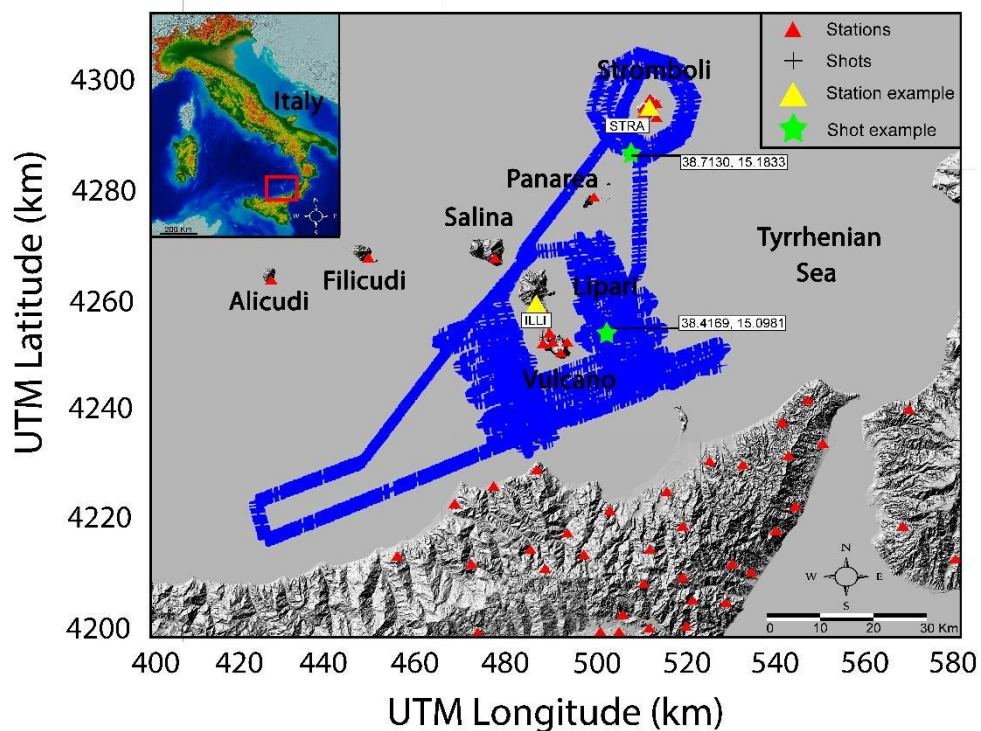 Italy
200 Km
N
W E
S
Stations
Shots
Station example
Shot example
Stromboli
STRA
38.7130, 15.1833
Panarea
Salina
Filicudi
Alicudi
Tyrrhenian
Sea
Lipari
ILLI
38.4169, 15.0981
Vulcano
N
W E
S
0 10 15 20 30 Km
UTM Latitude (km)
4300
4280
4260
4240
4220
4200
400 420 440 460 480 500 520 540 560 580
UTM Longitude (km)